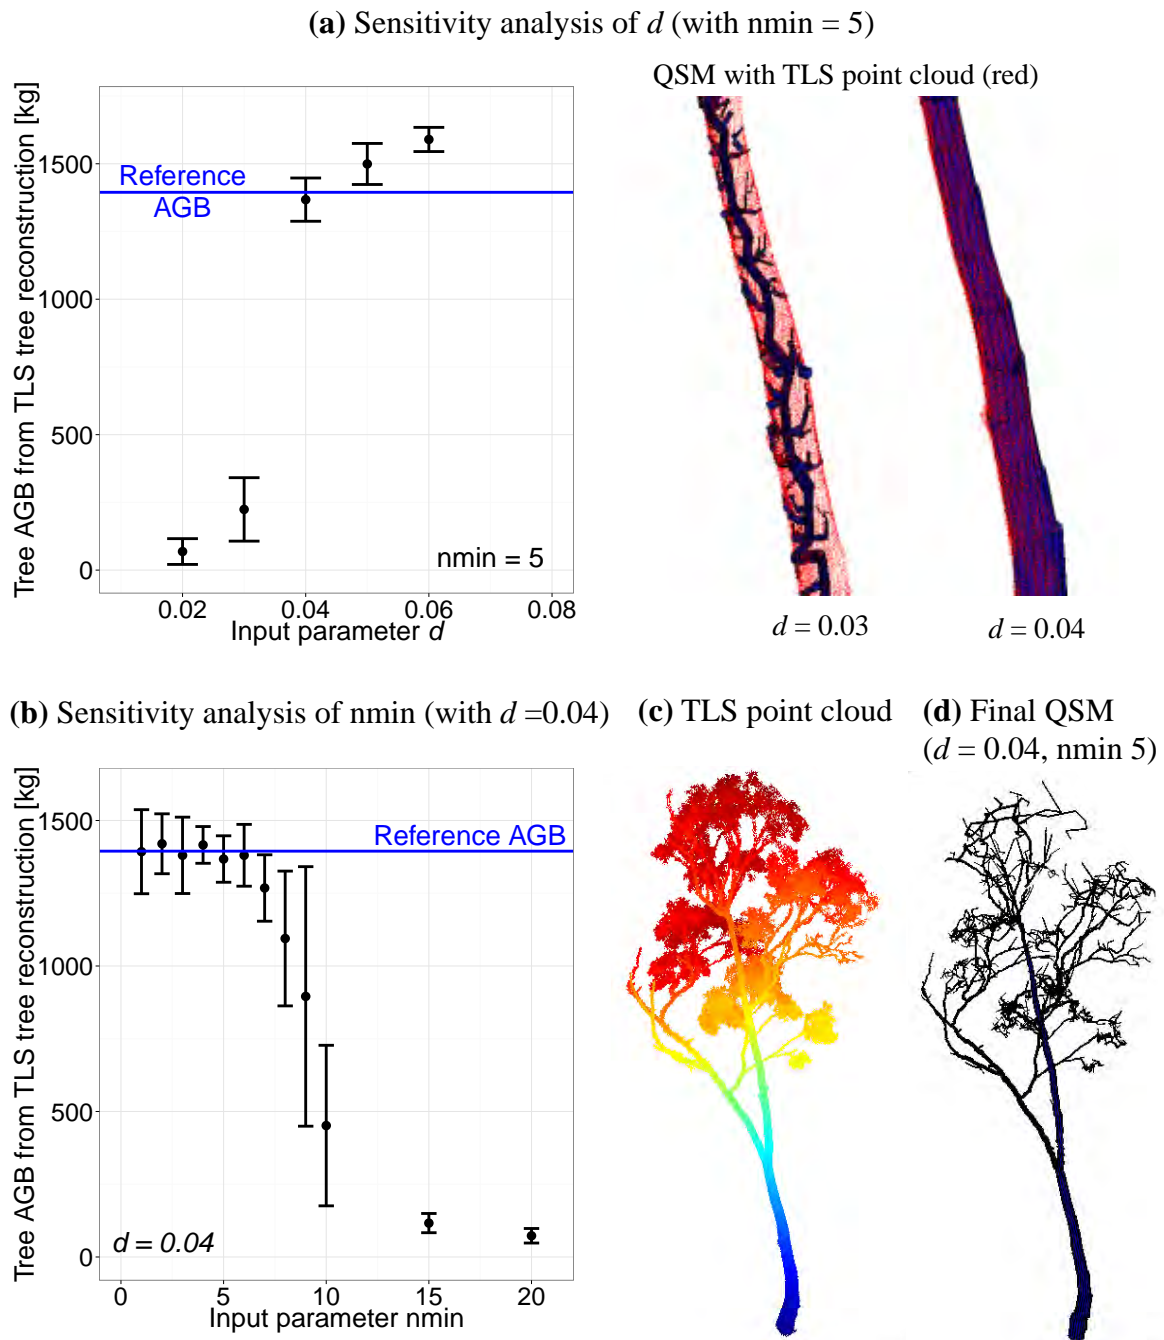 (a) Sensitivity analysis of d (with nmin = 5)
QSM with TLS point cloud (red)
Tree AGB from TLS tree reconstruction [kg]
1500
1000
500
0
Reference
AGB
nmin = 5
0.02 0.04 0.06 0.08
Input parameter d
d = 0.03
d = 0.04
(b) Sensitivity analysis of nmin (with d =0.04)
(c) TLS point cloud
(d) Final QSM
(d = 0.04, nmin 5)
Tree AGB from TLS tree reconstruction [kg]
1500
1000
500
0
Reference AGB
d = 0.04
0 5 10 15 20
Input parameter nmin